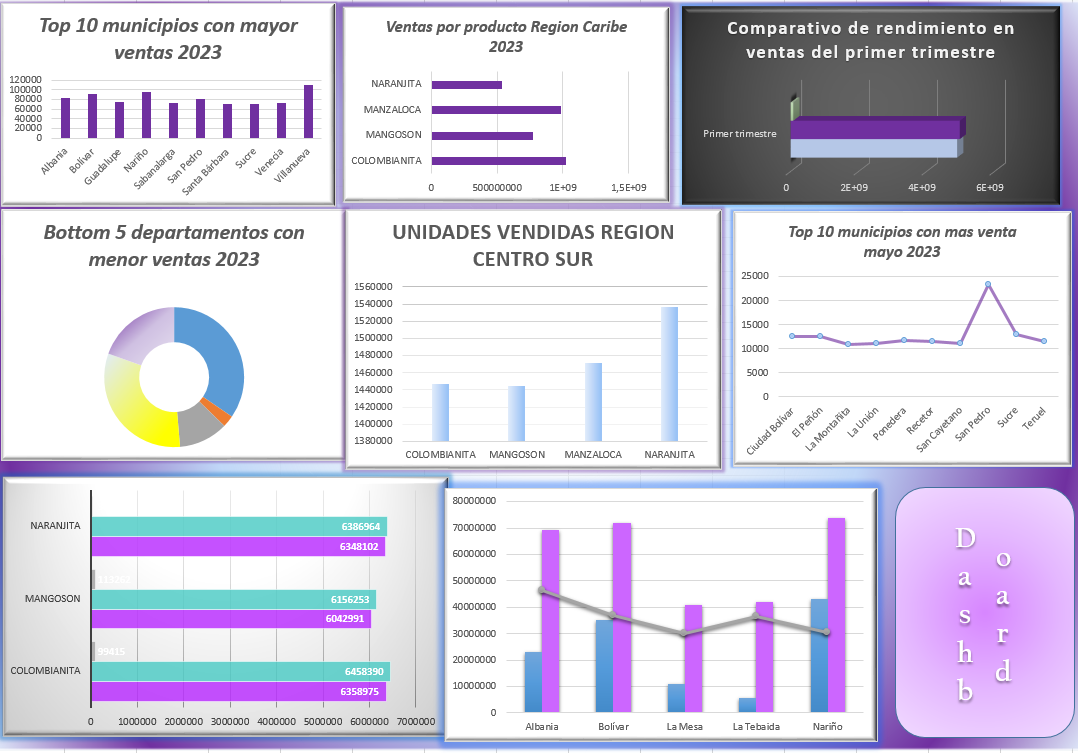 Top 10 municipios con mayor
ventas 2023
120000
100000
80000
60000
40000
20000
0
Albania
Bolívar
Guadalupe
Nariño
Sabanalarga
San Pedro
Santa Bárbara
Sucre
Venecia
Villanueva
Ventas por producto Region Caribe
2023
NARANJITA
MANZALOCA
MANGOSON
COLOMBIANITA
0 500000000 1E+09 1,5E+09
Comparativo de rendimiento en
ventas del primer trimestre
Primer trimestre
0 2E+09 4E+09 6E+09
Bottom 5 departamentos con
menor ventas 2023
UNIDADES VENDIDAS REGION
CENTRO SUR
1560000
1540000
1520000
1500000
1480000
1460000
1440000
1420000
1400000
1380000
COLOMBIANITA MANGOSON MANZALOCA NARANJITA
Top 10 municipios con mas venta
mayo 2023
25000
20000
15000
10000
5000
0
Ciudad Bolívar
El Peñón
La Montañita
La Unión
Ponedera
Recetor
San Cayetano
San Pedro
Sucre
Teruel
NARANJITA
6386964
6348102
MANGOSON
6156253
6042991
COLOMBIANITA
99415
6458390
6358975
0 1000000 2000000 3000000 4000000 5000000 6000000 7000000
80000000
70000000
60000000
50000000
40000000
30000000
20000000
10000000
0
Albania Bolívar La Mesa La Tebaida Nariño
Dashb
oard